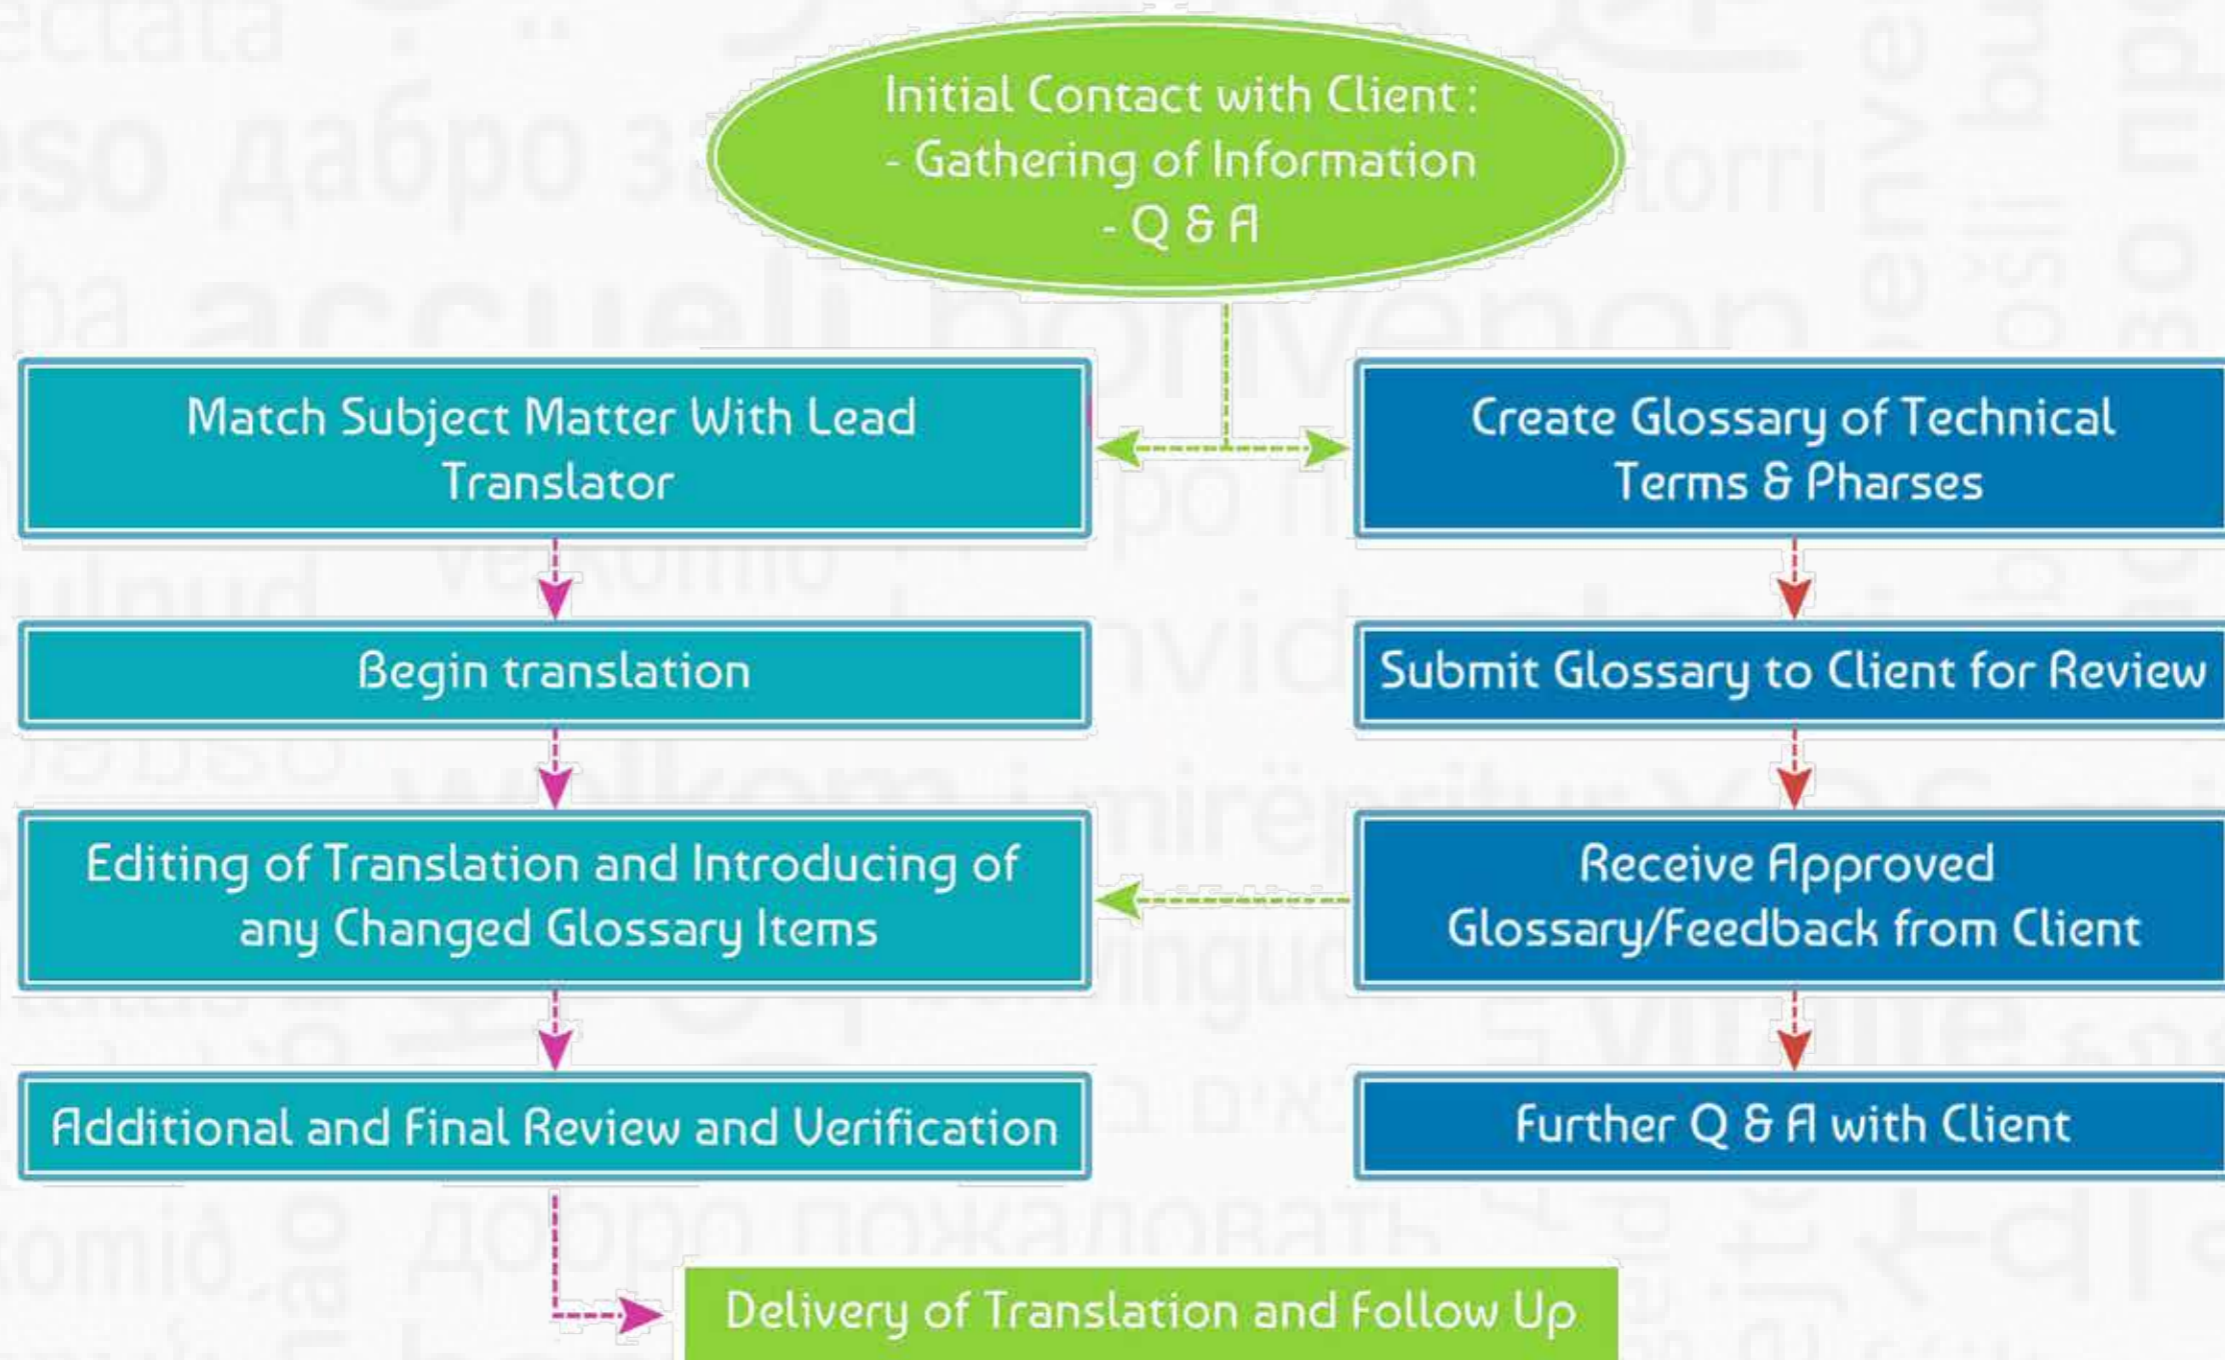 Initial Contact with Client :
- Gathering of Information
- Q & A
Match Subject Matter With Lead
Translator
Create Glossary of Technical
Terms & Pharses
Begin translation
Submit Glossary to Client for Review
Editing of Translation and Introducing of
any Changed Glossary Items
Receive Approved
Glossary/Feedback from Client
Additional and Final Review and Verification
Further Q & A with Client
Delivery of Translation and Follow Up